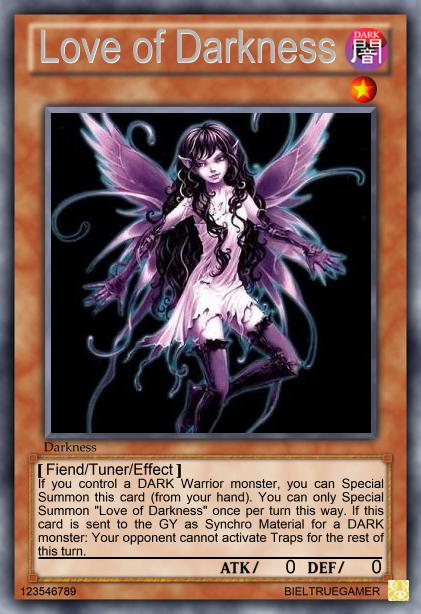 Love of Darkness
DARK
闇
Darkness
[ Fiend/Tuner/Effect ]
If you control a DARK Warrior monster, you can Special
Summon this card (from your hand). You can only Special
Summon "Love of Darkness" once per turn this way. If this
card is sent to the GY as Synchro Material for a DARK
monster: Your opponent cannot activate Traps for the rest of
this turn.
ATK/ 0 DEF/ 0
123546789 BIELTRUEGAMER